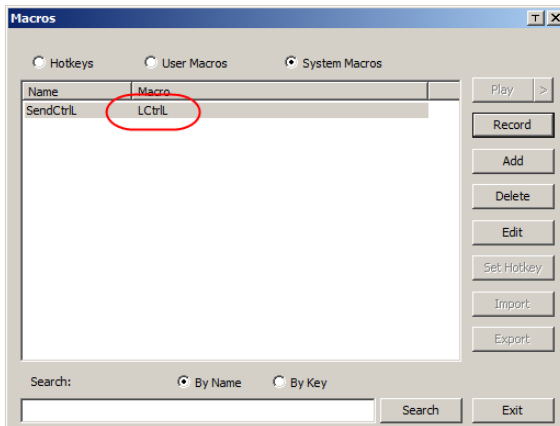 Macros
Hotkeys User Macros System Macros
Name Macro
SendCtrlL LCtrlL
Play >
Record
Add
Delete
Edit
Set Hotkey
Import
Export
Search: By Name By Key
Search Exit